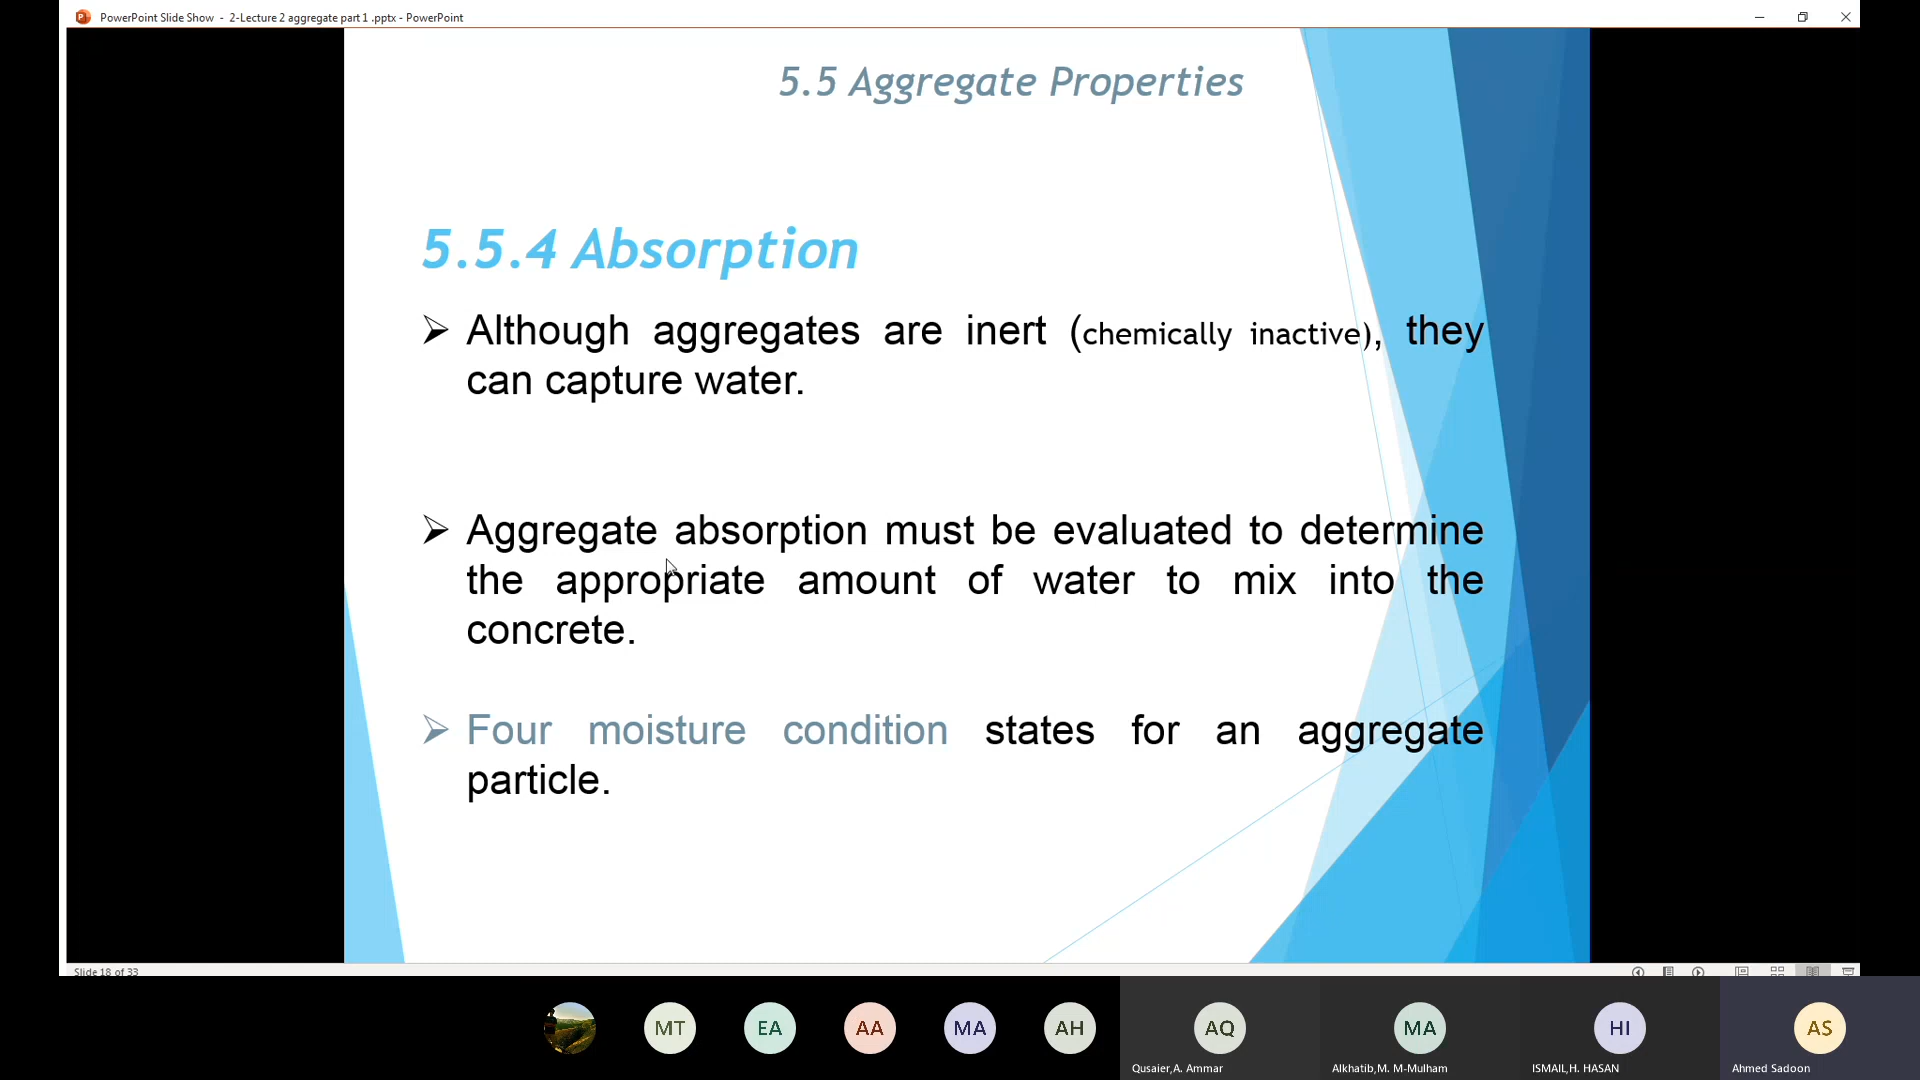 PowerPoint Slide Show - 2-Lecture 2 aggregate part 1 .pptx - PowerPoint
5.5 Aggregate Properties
5.5.4 Absorption
Although aggregates are inert (chemically inactive), they
can capture water.
Aggregate absorption must be evaluated to determine
the appropriate amount of water to mix into the
concrete.
Four moisture condition states for an aggregate
particle.
Slide 18 of 33
MT EA AA MA AH AQ MA HI AS
Qusaier,A. Ammar Alkhatib,M. M-Mulham ISMAIL,H. HASAN Ahmed Sadoon